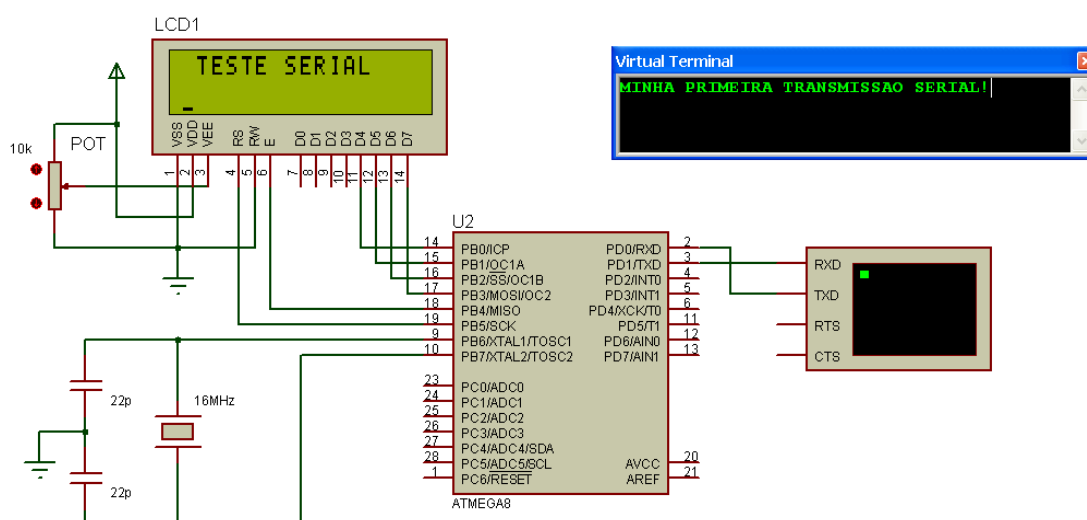 LCD1
TESTE SERIAL
_
VSS
VDD
VEE
RS
RW
E
D0
D1
D2
D3
D4
D5
D6
D7
1
2
3
4
5
6
7
8
9
10
11
12
13
14
10k
POT
Virtual Terminal
MINHA PRIMEIRA TRANSMISSAO SERIAL!
U2
14 PB0/ICP PD0/RXD 2
15 PB1/OC1A PD1/TXD 3
16 PB2/SS/OC1B PD2/INT0 4
17 PB3/MOSI/OC2 PD3/INT1 5
18 PB4/MISO PD4/XCK/T0 6
19 PB5/SCK PD5/T1 11
9 PB6/XTAL1/TOSC1 PD6/AIN0 12
10 PB7/XTAL2/TOSC2 PD7/AIN1 13
23 PC0/ADC0
24 PC1/ADC1
25 PC2/ADC2
26 PC3/ADC3
27 PC4/ADC4/SDA
28 PC5/ADC5/SCL AVCC 20
1 PC6/RESET AREF 21
ATMEGA8
RXD
TXD
RTS
CTS
22p
16MHz
22p